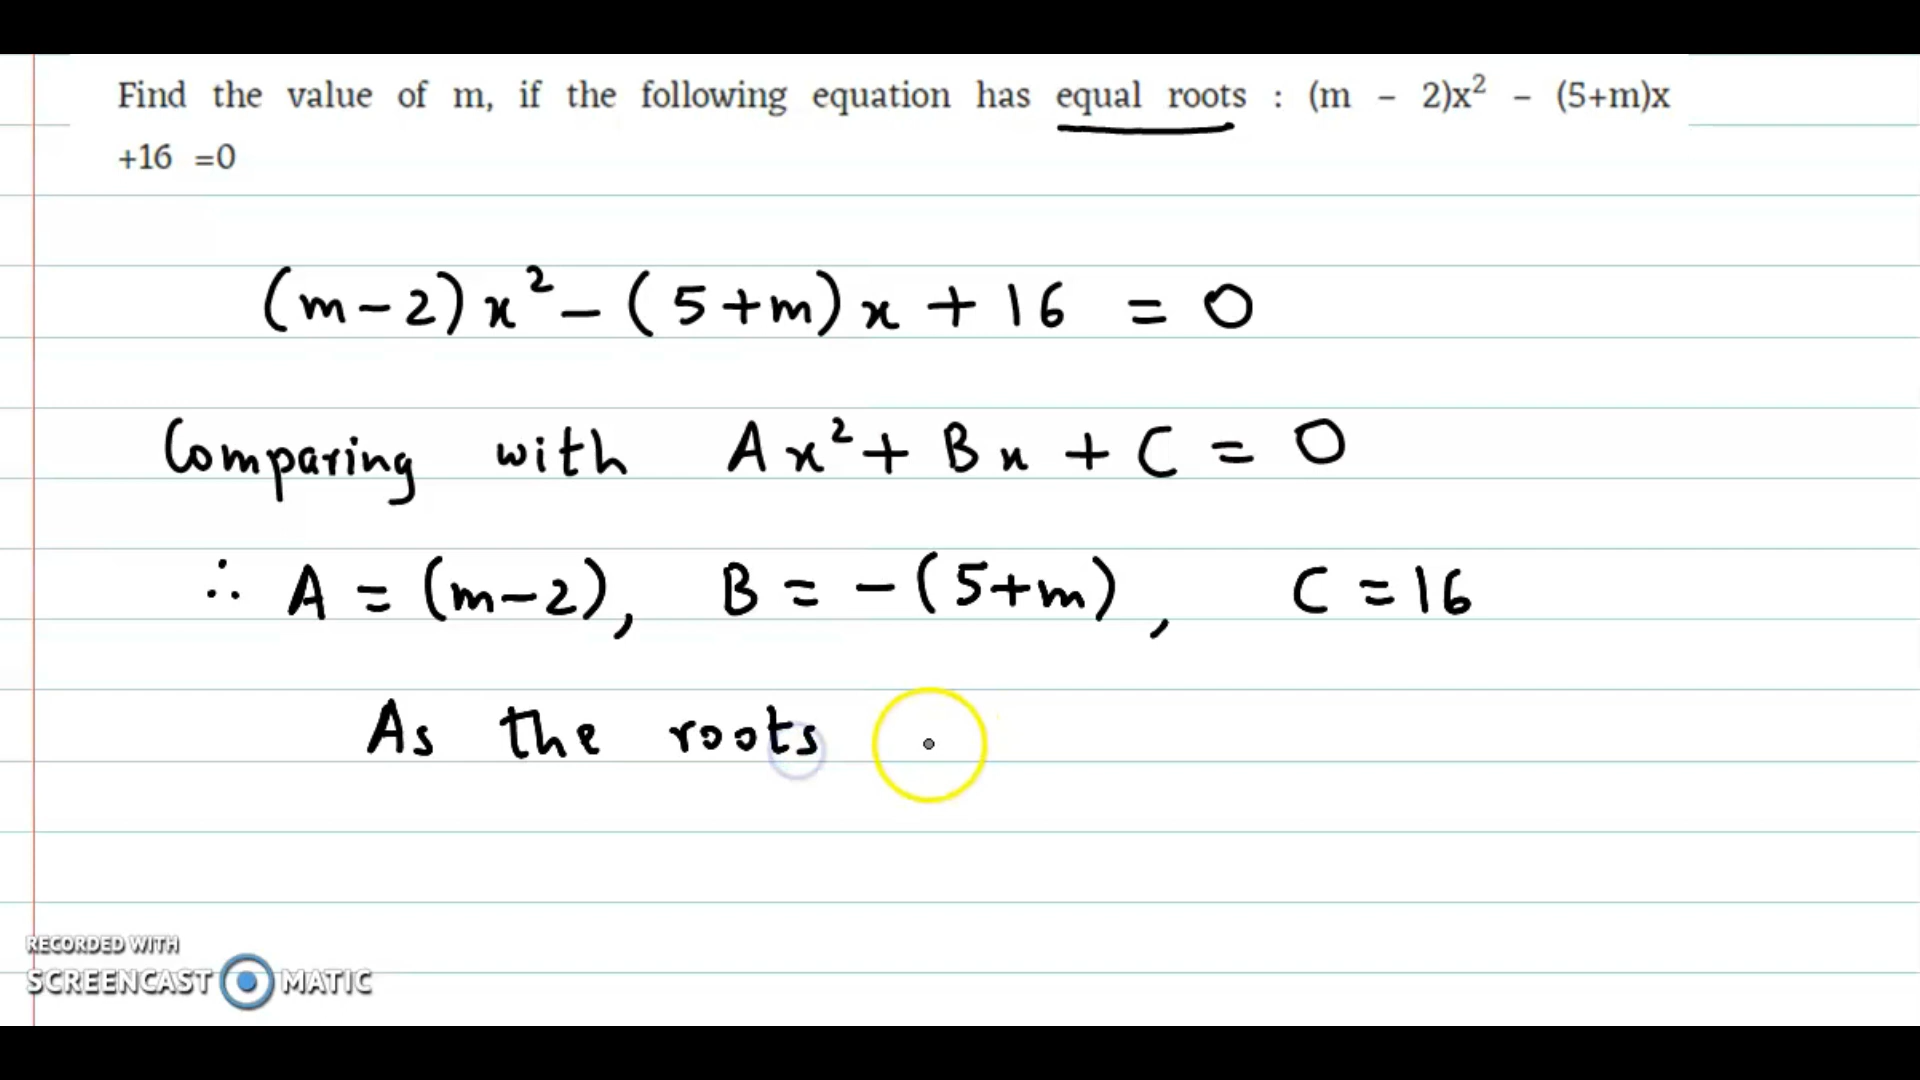 Find the value of m, if the following equation has equal roots : (m – 2)x² – (5+m)x
+16 =0
(m-2)x² - (5+m)x + 16 = 0
Comparing with Ax² + Bx + C = 0
∴ A = (m-2), B = -(5+m), C = 16
As the roots
RECORDED WITH
SCREENCAST MATIC